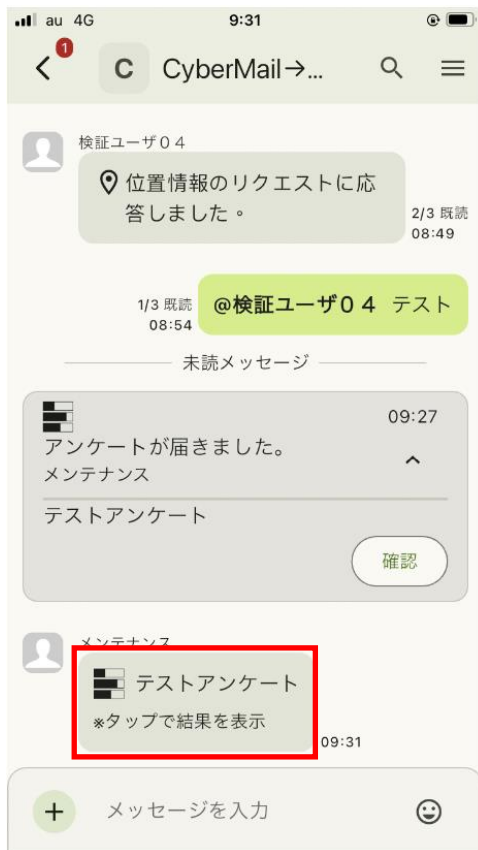 au 4G 9:31
1
C CyberMail→...
検証ユーザ０４
位置情報のリクエストに応
答しました。
2/3 既読
08:49
1/3 既読
08:54
@検証ユーザ０４ テスト
未読メッセージ
09:27
アンケートが届きました。
メンテナンス
テストアンケート
確認
メンテナンス
テストアンケート
※タップで結果を表示
09:31
+ メッセージを入力